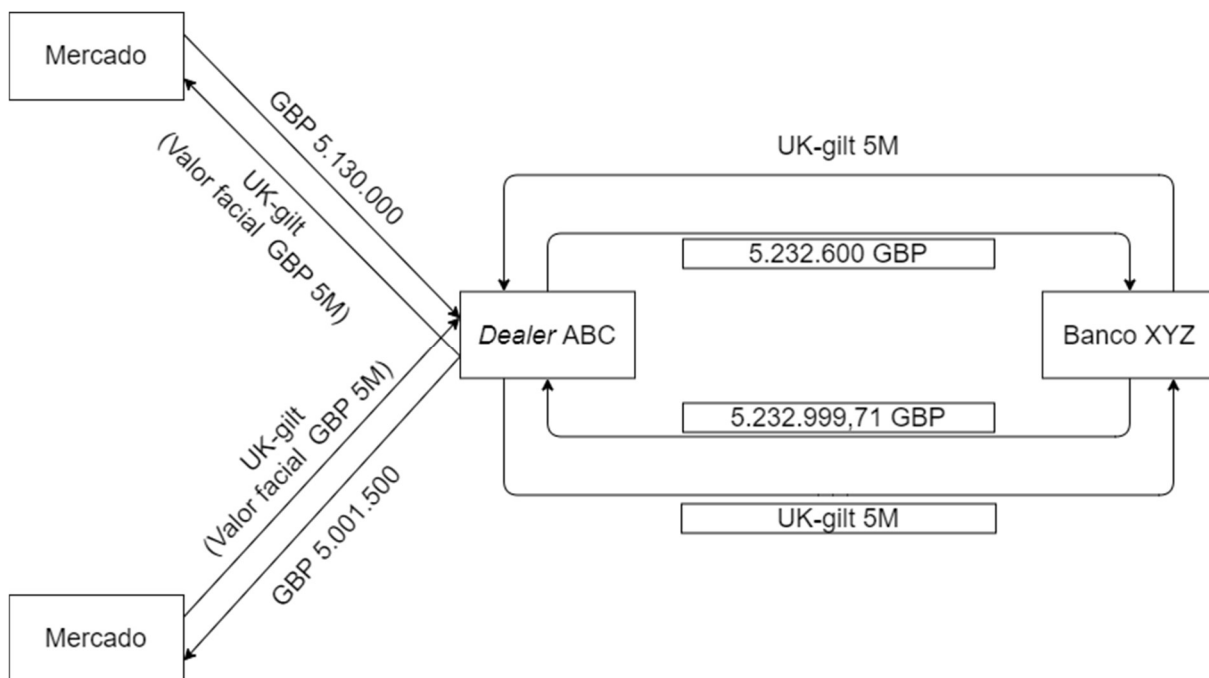 Mercado
GBP 5.130.000
UK-gilt
(Valor facial GBP 5M)
UK-gilt 5M
5.232.600 GBP
Dealer ABC
Banco XYZ
5.232.999,71 GBP
UK-gilt 5M
UK-gilt
(Valor facial GBP 5M)
GBP 5.001.500
Mercado